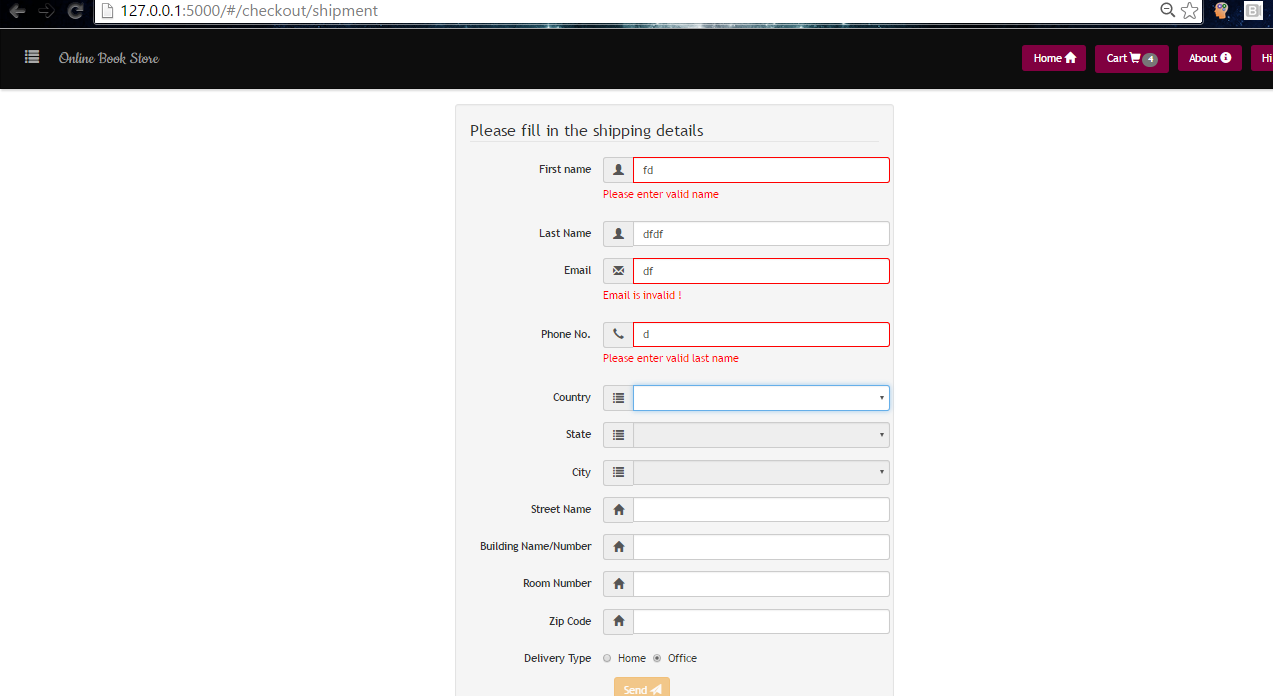 127.0.0.1:5000/#/checkout/shipment
Online Book Store
Home
Cart 4
About
Hi
Please fill in the shipping details
First name
fd
Please enter valid name
Last Name
dfdf
Email
df
Email is invalid !
Phone No.
d
Please enter valid last name
Country
State
City
Street Name
Building Name/Number
Room Number
Zip Code
Delivery Type Home Office
Send